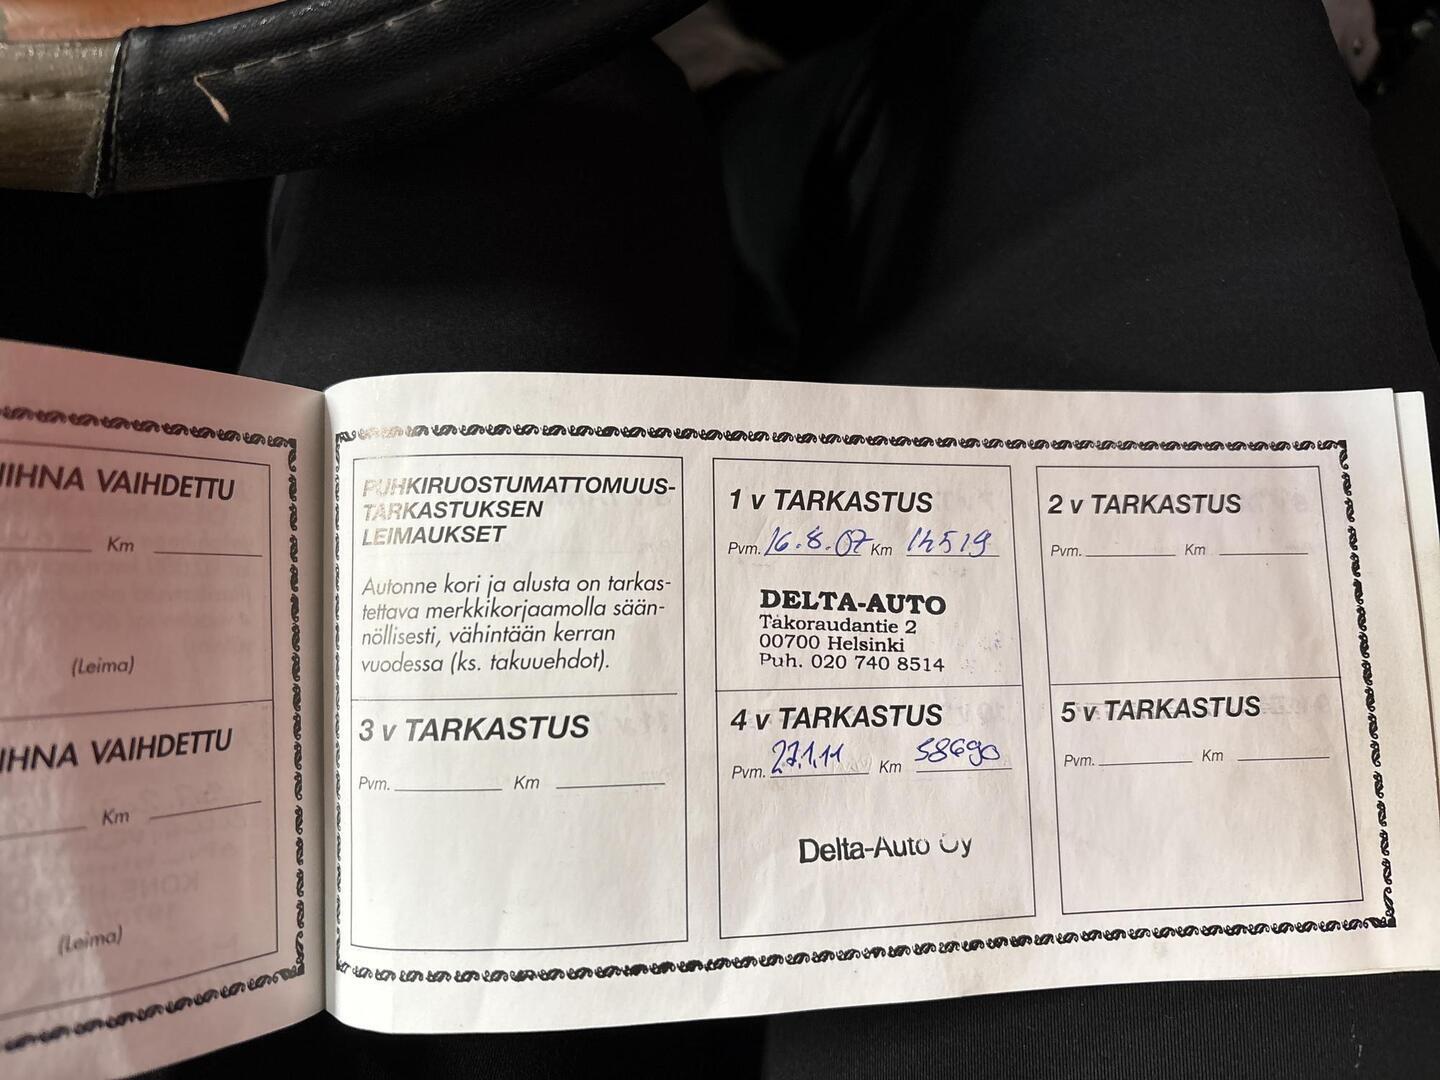 IHNA VAIHDETTU
Km
(Leima)
IHNA VAIHDETTU
Km
(Leima)
PUHKIRUOSTUMATTOMUUS-
TARKASTUKSEN
LEIMAUKSET
Autonne kori ja alusta on tarkas-
tettava merkkikorjaamolla sään-
nöllisesti, vähintään kerran
vuodessa (ks. takuuehdot).
1 v TARKASTUS
Pvm. 16.8.07 Km 14519
DELTA-AUTO
Takoraudantie 2
00700 Helsinki
Puh. 020 740 8514
2 v TARKASTUS
Pvm. Km
3 v TARKASTUS
Pvm. Km
4 v TARKASTUS
Pvm. 27.1.11 Km 58690
Delta-Auto Oy
5 v TARKASTUS
Pvm. Km